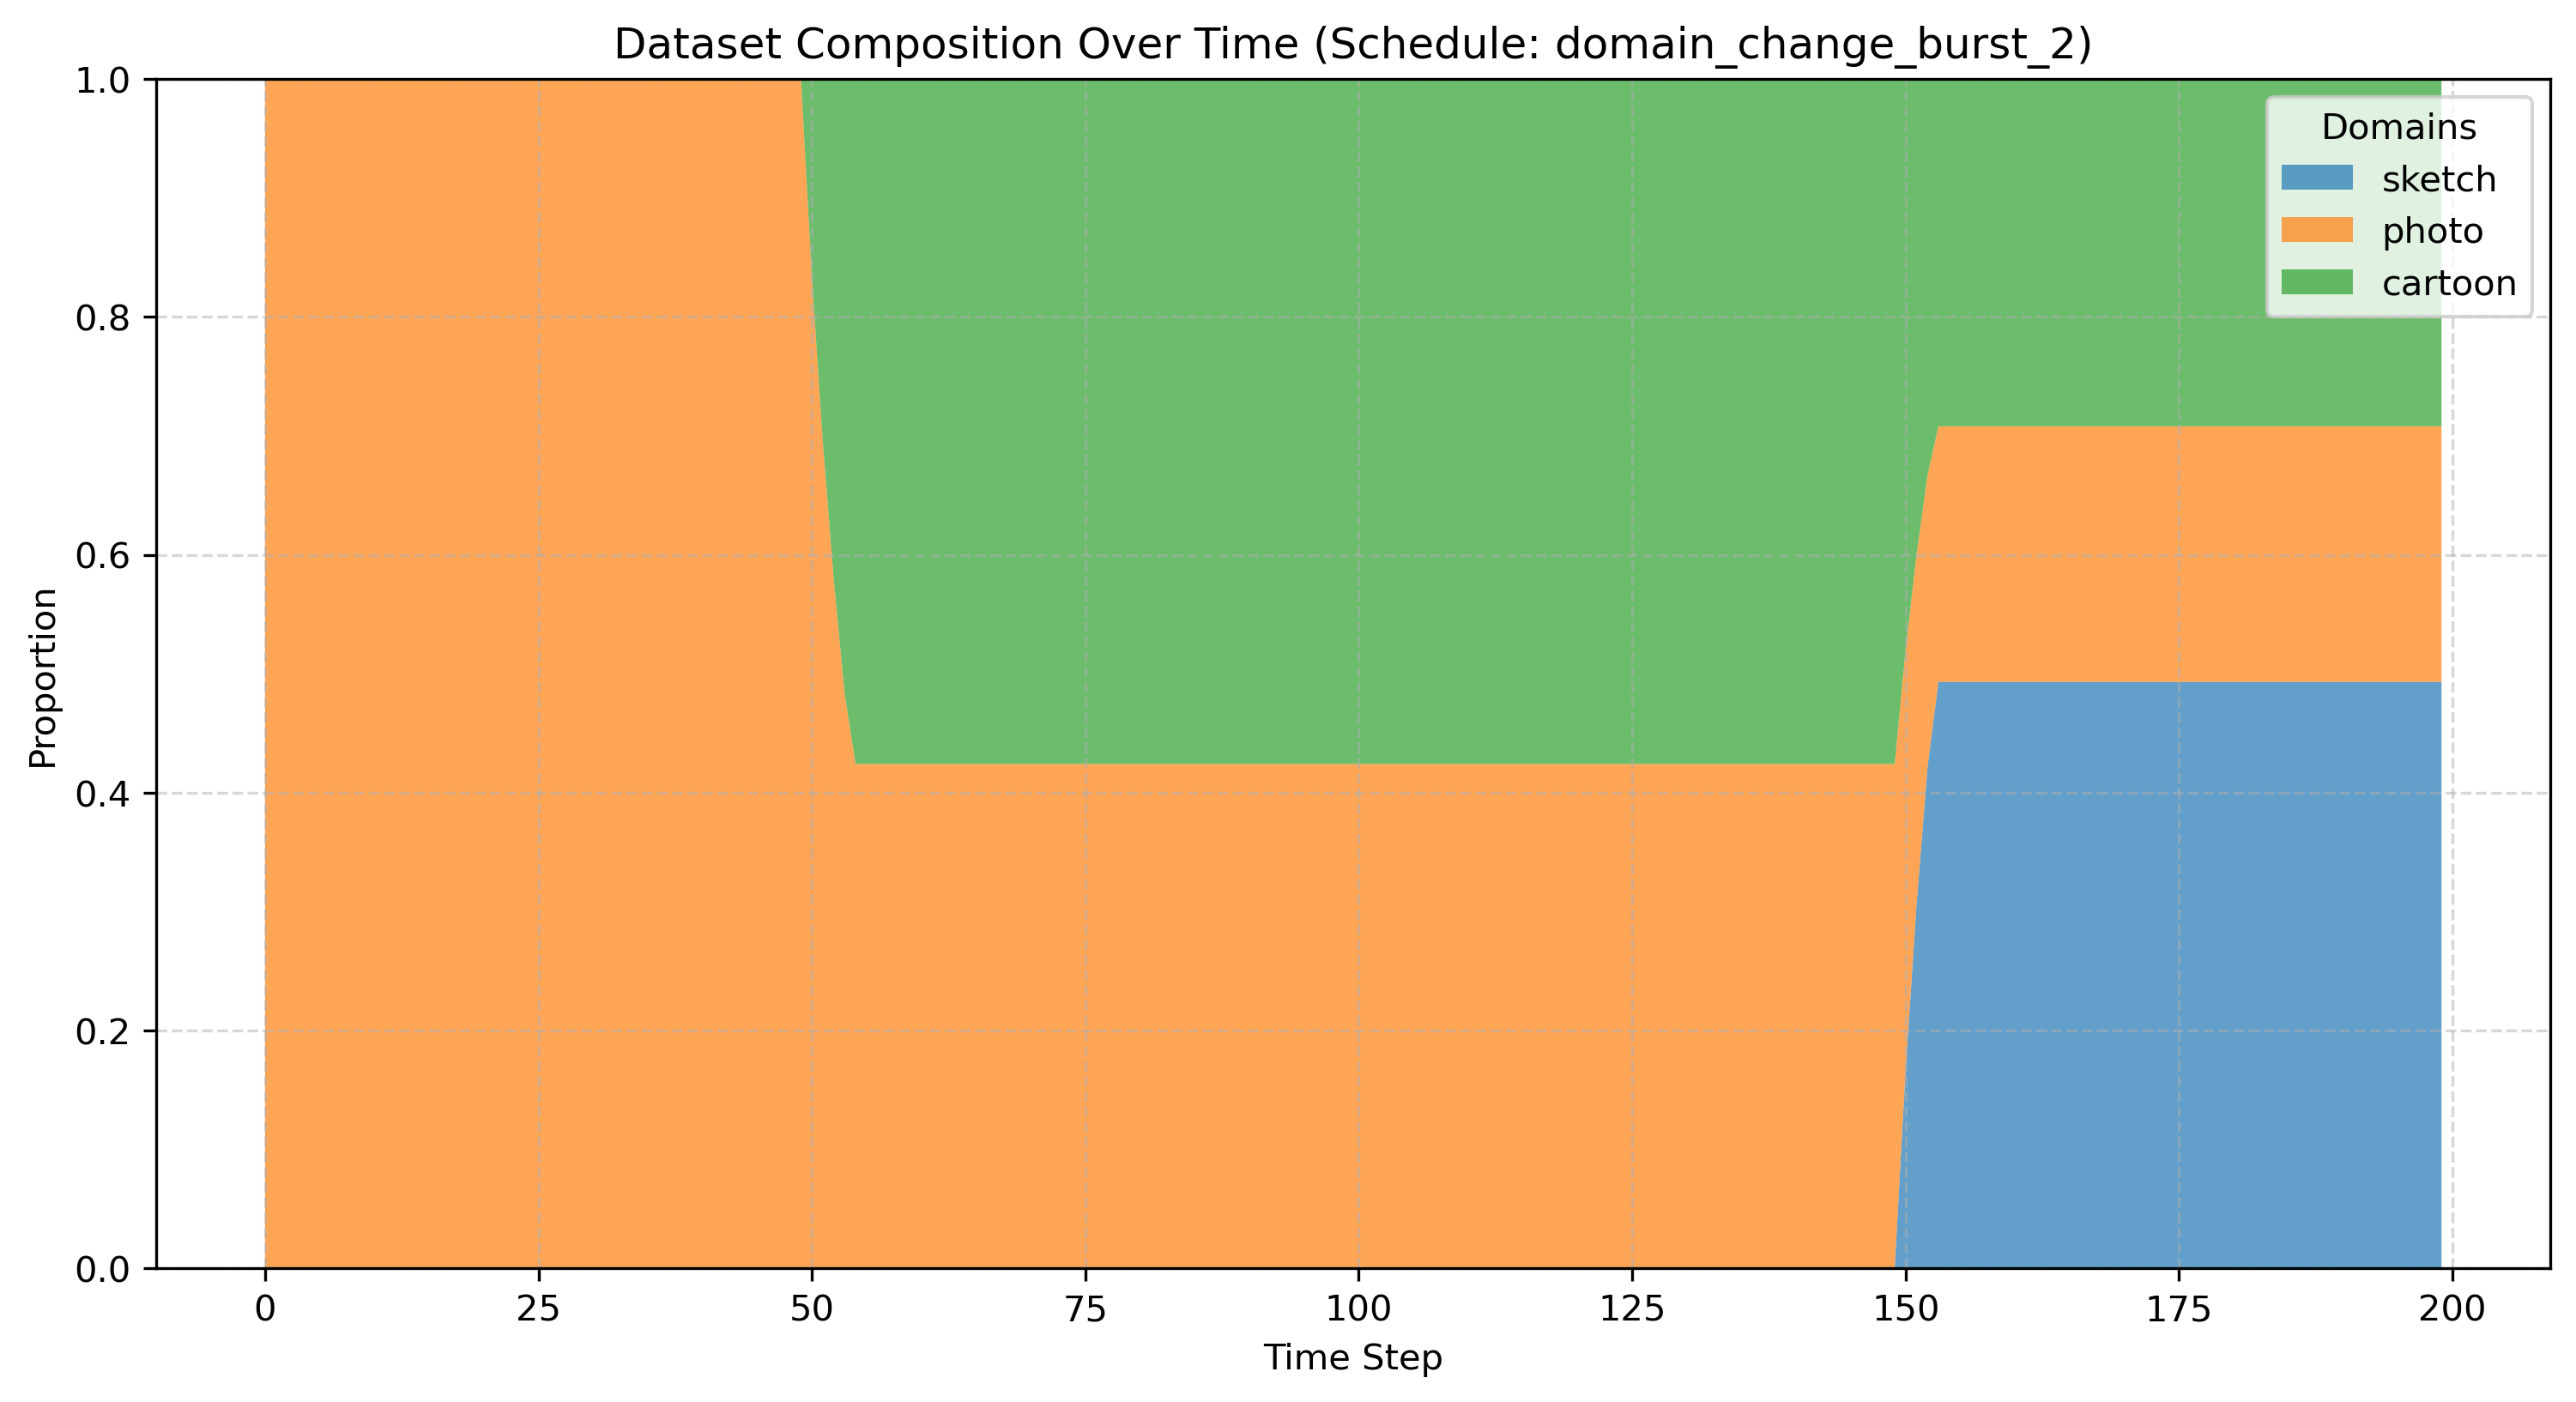 Dataset Composition Over Time (Schedule: domain_change_burst_2)
1.0
0.8
0.6
0.4
0.2
0.0
Proportion
Domains
sketch
photo
cartoon
0 25 50 75 100 125 150 175 200
Time Step